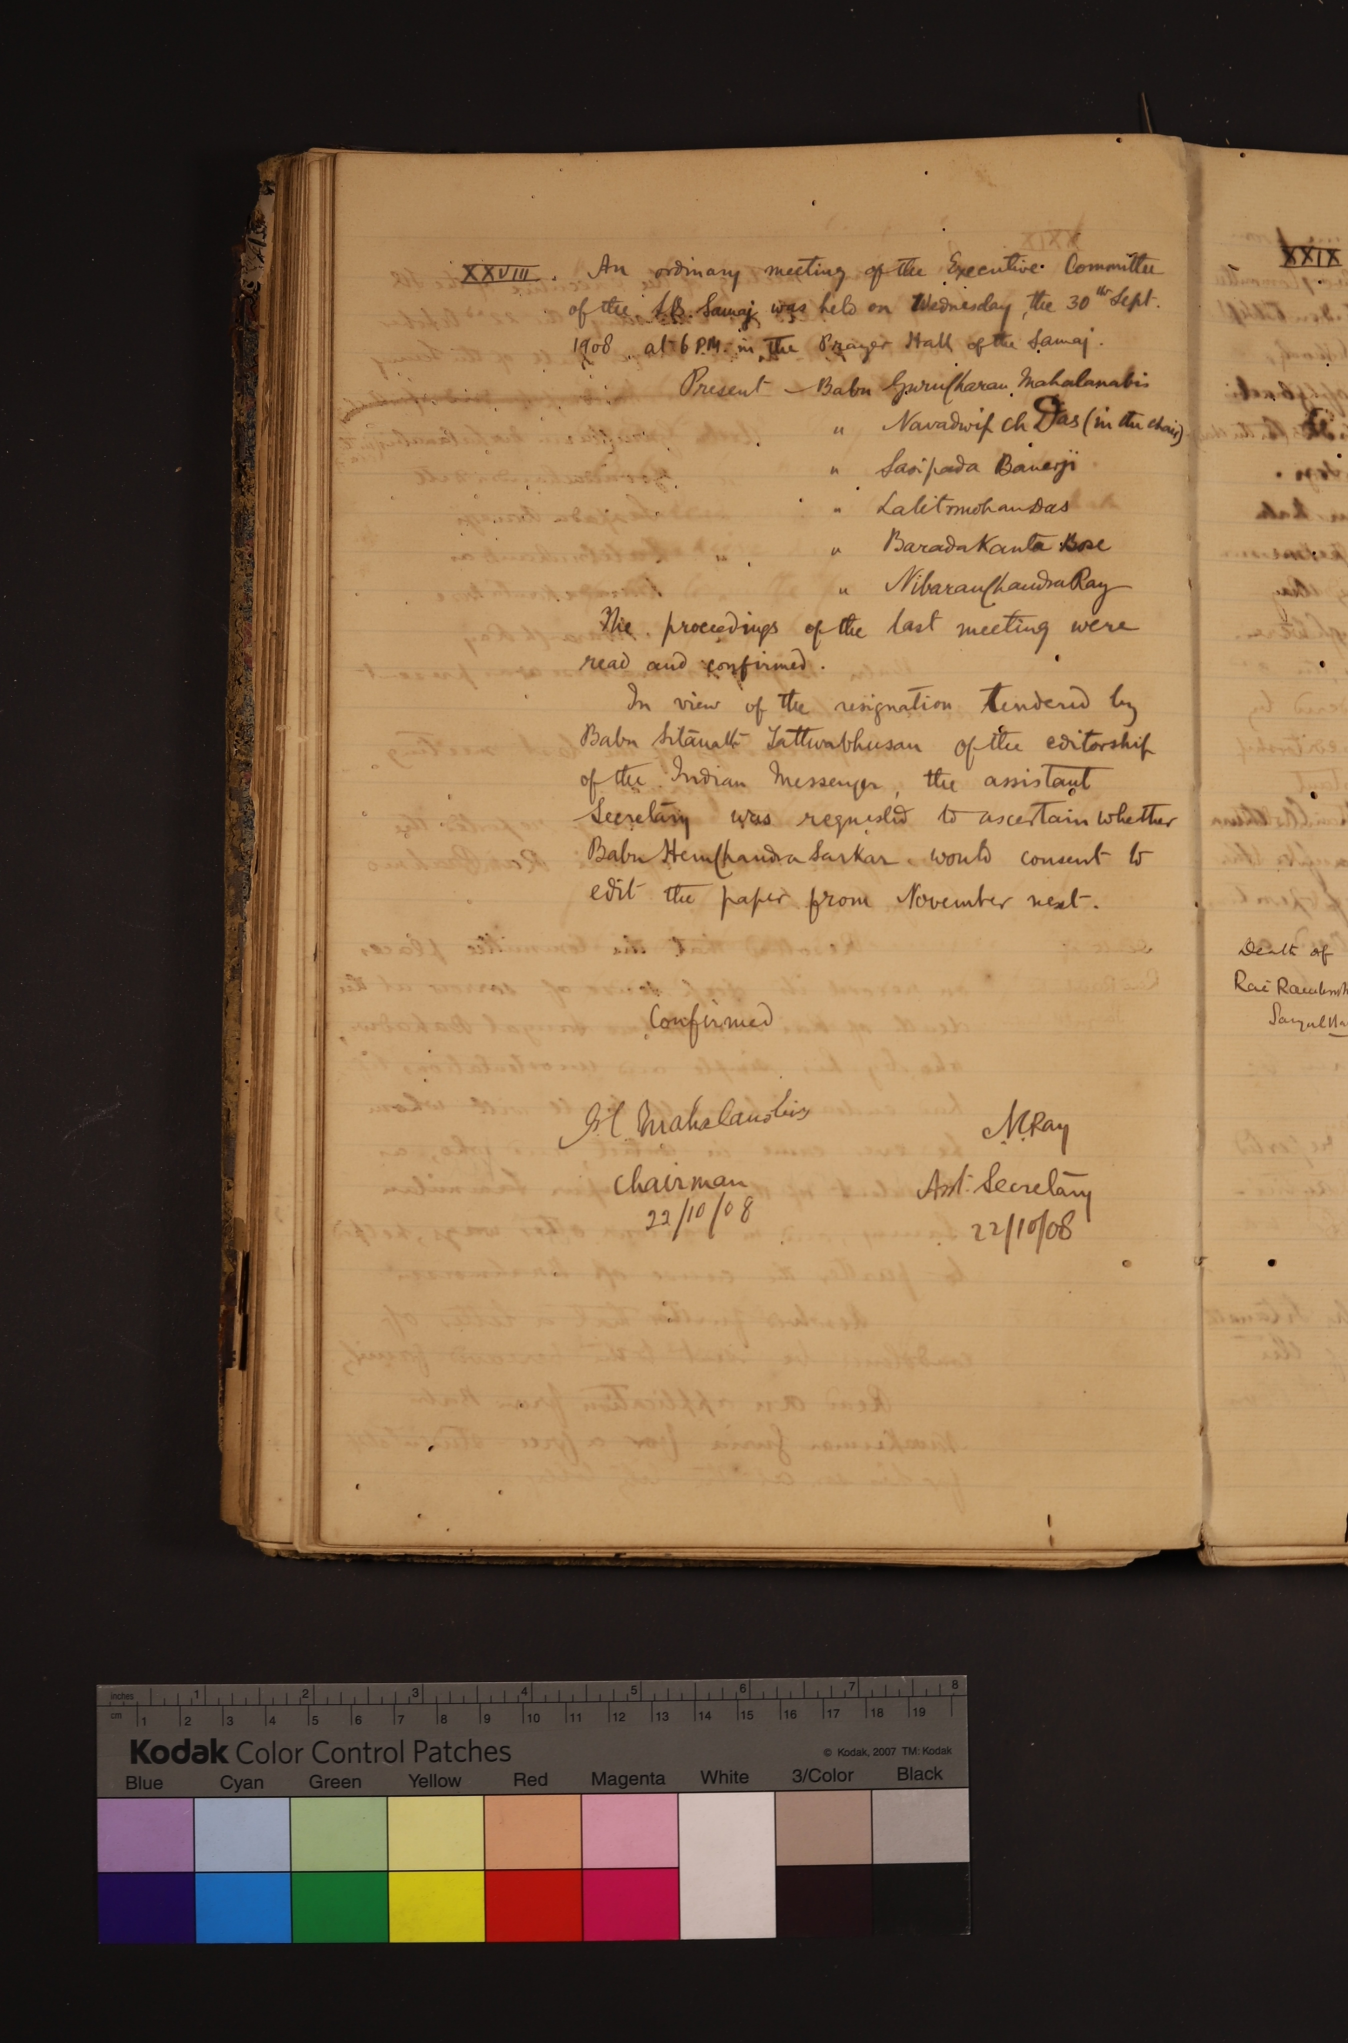 XXVIII. An ordinary meeting of the Executive Committee
of the S.B. Samaj was held on Wednesday, the 30th Sept.
1908 at 6 P.M. in the Prayer Hall of the Samaj.
Present — Babu Gurucharan Mahalanabis
" Navadwip Ch Das (in the chair)
" Sasipada Banerji
" Lalitmohan Das
" Baradakanta Bose
" Nibaran Chandra Ray
The proceedings of the last meeting were
read and confirmed.
In view of the resignation tendered by
Babu Sitānath Tattwabhusan of the editorship
of the Indian Messenger, the assistant
Secretary was requested to ascertain whether
Babu Hem Chandra Sarkar would consent to
edit the paper from November next.
Confirmed
G.C. Mahalanobis
Chairman
22/10/08
N. Ray
Asst. Secretary
22/10/08
XXIX
Death of
Rai
inches 1 2 3 4 5 6 7 8
cm 1 2 3 4 5 6 7 8 9 10 11 12 13 14 15 16 17 18 19
Kodak Color Control Patches
© Kodak, 2007 TM: Kodak
Blue Cyan Green Yellow Red Magenta White 3/Color Black